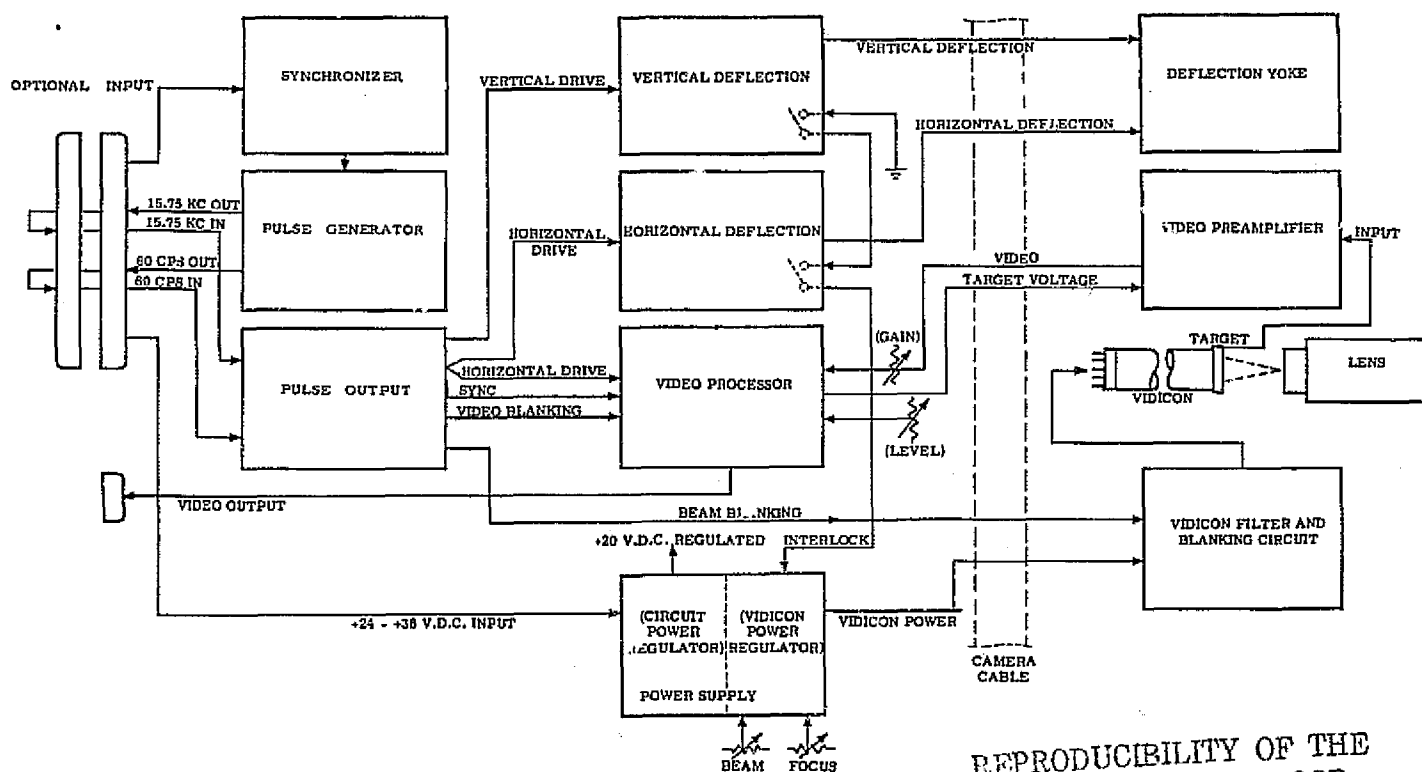 OPTIONAL INPUT
SYNCHRONIZER
VERTICAL DRIVE
VERTICAL DEFLECTION
VERTICAL DEFLECTION
DEFLECTION YOKE
HORIZONTAL DEFLECTION
15.75 KC OUT
15.75 KC IN
60 CPS OUT
60 CPS IN
PULSE GENERATOR
HORIZONTAL
DRIVE
HORIZONTAL DEFLECTION
VIDEO PREAMPLIFIER
INPUT
VIDEO
TARGET VOLTAGE
PULSE OUTPUT
HORIZONTAL DRIVE
SYNC
VIDEO BLANKING
VIDEO PROCESSOR
(GAIN)
(LEVEL)
TARGET
VIDICON
LENS
VIDEO OUTPUT
BEAM BLANKING
VIDICON FILTER AND
BLANKING CIRCUIT
+20 V.D.C. REGULATED
INTERLOCK
+24 - +36 V.D.C. INPUT
(CIRCUIT
POWER
REGULATOR)
(VIDICON
POWER
REGULATOR)
POWER SUPPLY
VIDICON POWER
CAMERA
CABLE
BEAM
FOCUS
REPRODUCIBILITY OF THE